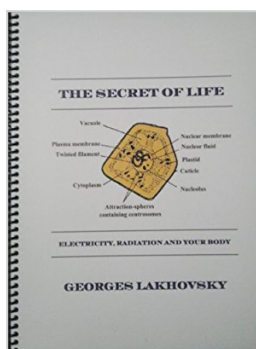 THE SECRET OF LIFE
Vacuole
Plasma membrane
Twisted filament
Cytoplasm
Nuclear membrane
Nuclear fluid
Plastid
Cuticle
Nucleolus
Attraction-spheres
containing centrosomes
ELECTRICITY, RADIATION AND YOUR BODY
GEORGES LAKHOVSKY